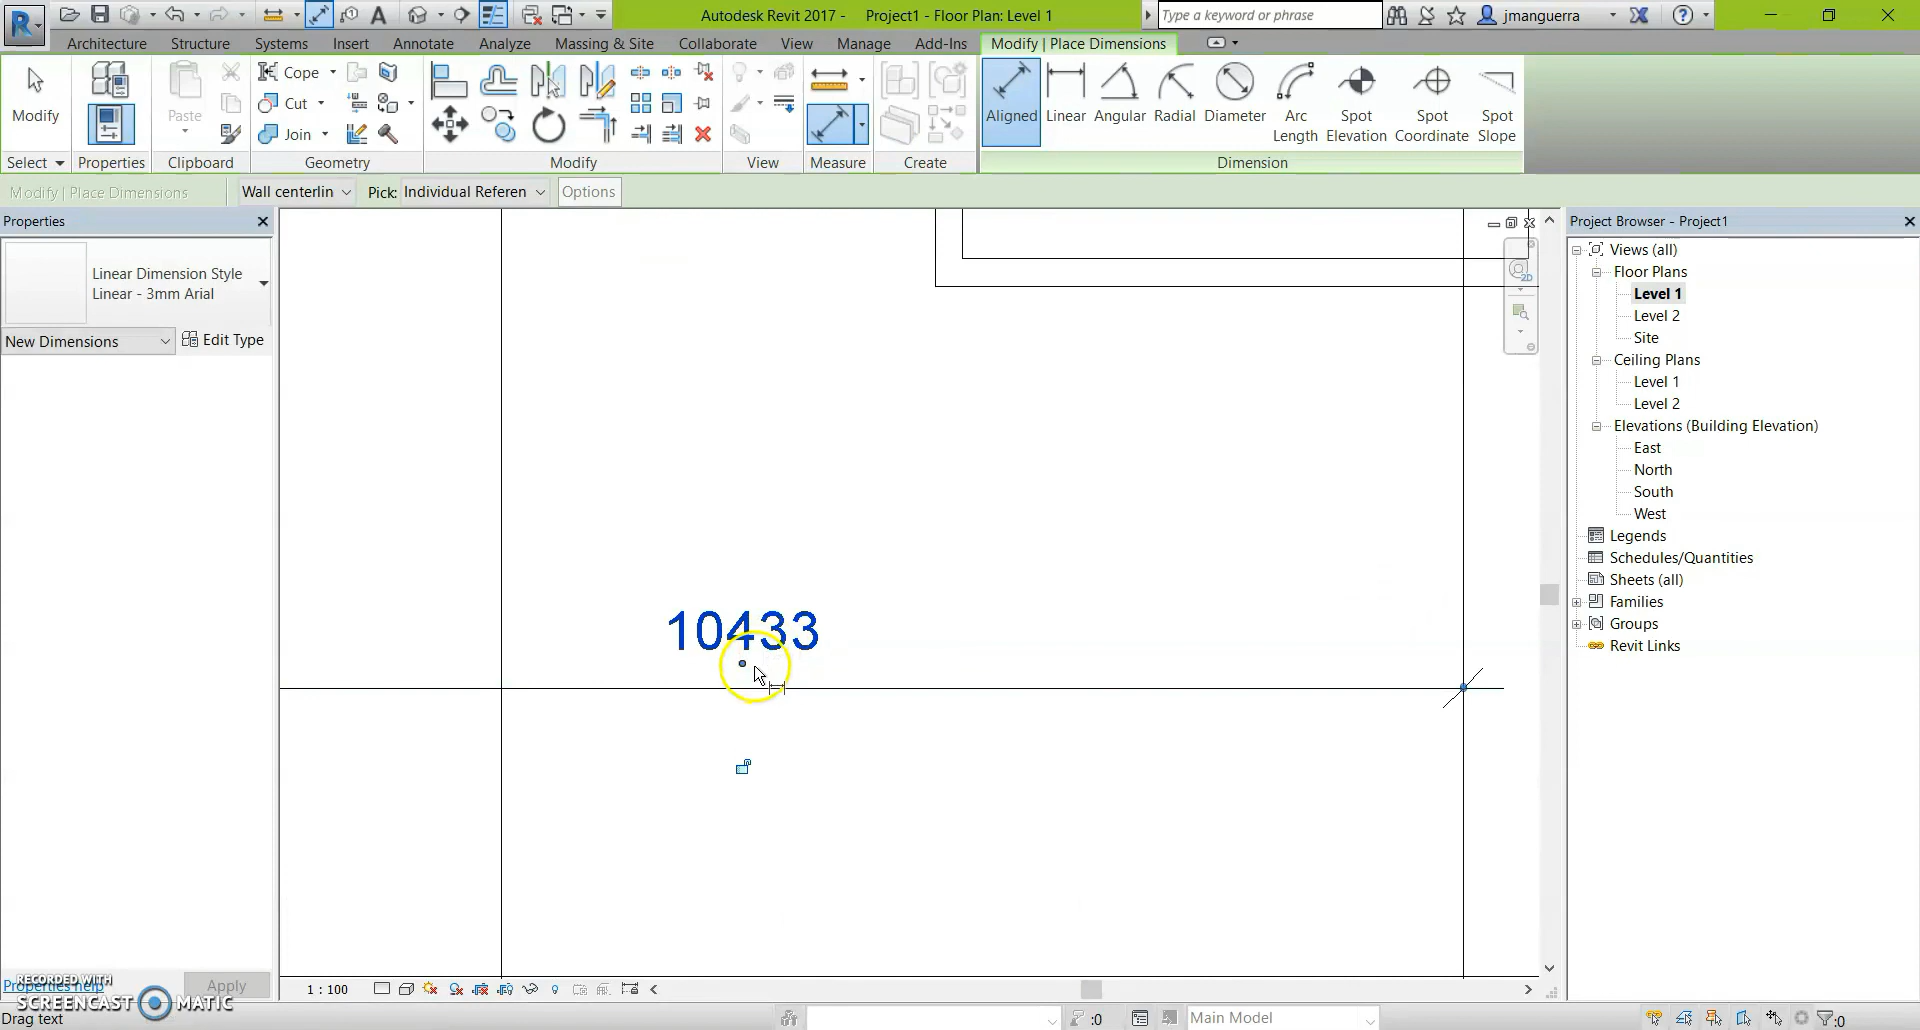 Autodesk Revit 2017 - Project1 - Floor Plan: Level 1
Type a keyword or phrase
jmanguerra
Architecture Structure Systems Insert Annotate Analyze Massing & Site Collaborate View Manage Add-Ins Modify | Place Dimensions
Modify
Paste
Cope
Cut
Join
Aligned Linear Angular Radial Diameter Arc Length Spot Elevation Spot Coordinate Spot Slope
Select Properties Clipboard Geometry Modify View Measure Create Dimension
Modify | Place Dimensions Wall centerlin Pick: Individual Referen Options
Properties
Linear Dimension Style
Linear - 3mm Arial
New Dimensions Edit Type
2D
10433
Project Browser - Project1
Views (all)
Floor Plans
Level 1
Level 2
Site
Ceiling Plans
Level 1
Level 2
Elevations (Building Elevation)
East
North
South
West
Legends
Schedules/Quantities
Sheets (all)
Families
Groups
Revit Links
Properties help Apply
RECORDED WITH
SCREENCAST MATIC
1 : 100
Drag text
:0
Main Model
:0